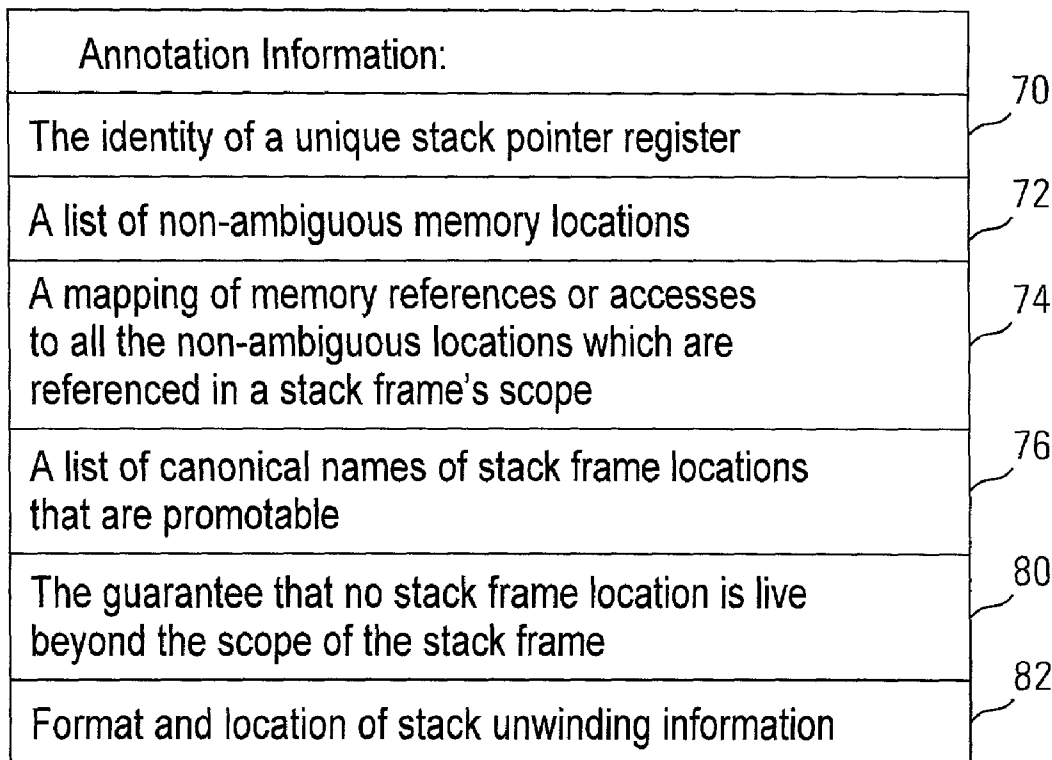 Annotation Information:
70
The identity of a unique stack pointer register
72
A list of non-ambiguous memory locations
74
A mapping of memory references or accesses
to all the non-ambiguous locations which are
referenced in a stack frame's scope
76
A list of canonical names of stack frame locations
that are promotable
80
The guarantee that no stack frame location is live
beyond the scope of the stack frame
82
Format and location of stack unwinding information